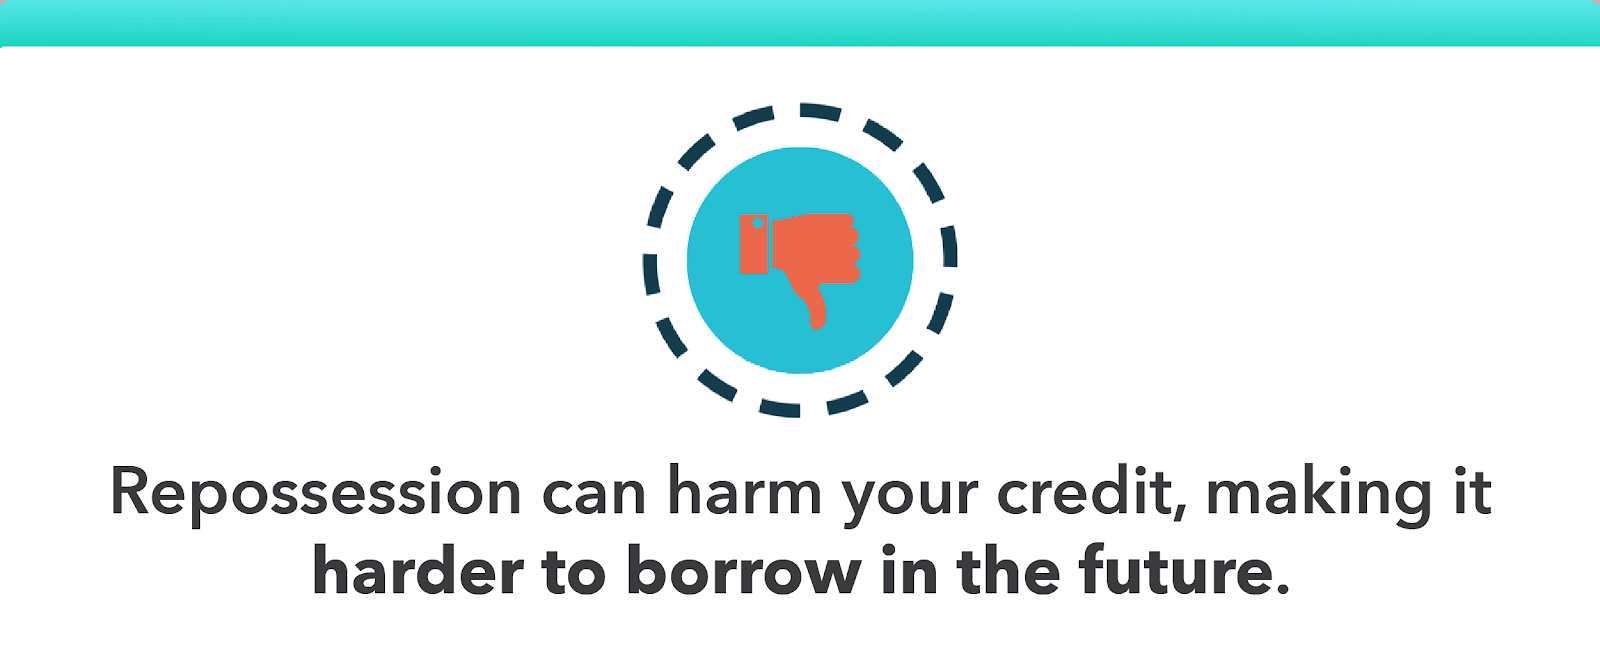 Repossession can harm your credit, making it
harder to borrow in the future.